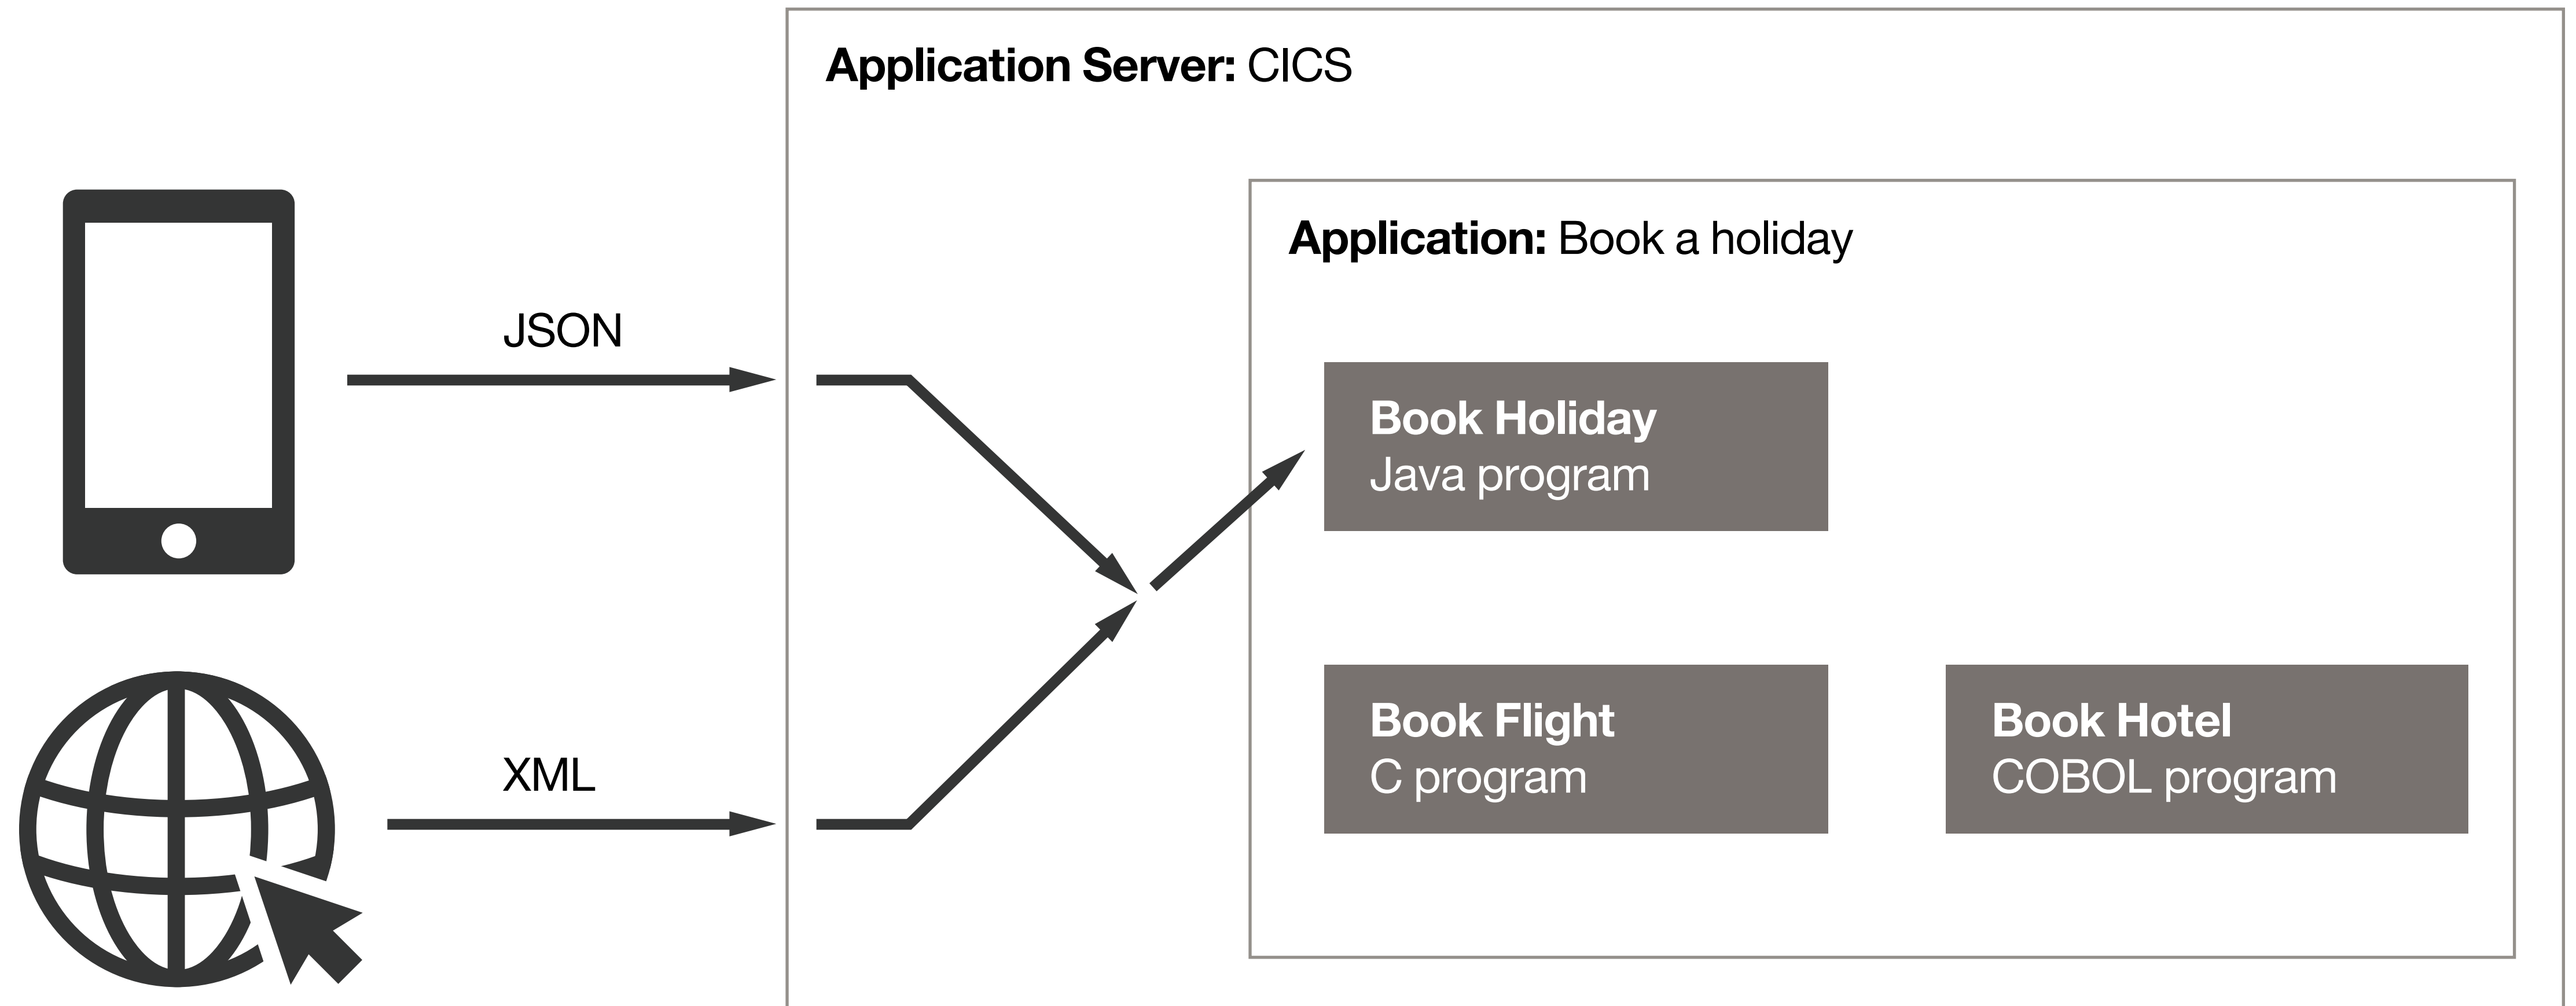 Application Server: CICS
Application: Book a holiday
JSON
Book Holiday
Java program
XML
Book Flight
C program
Book Hotel
COBOL program